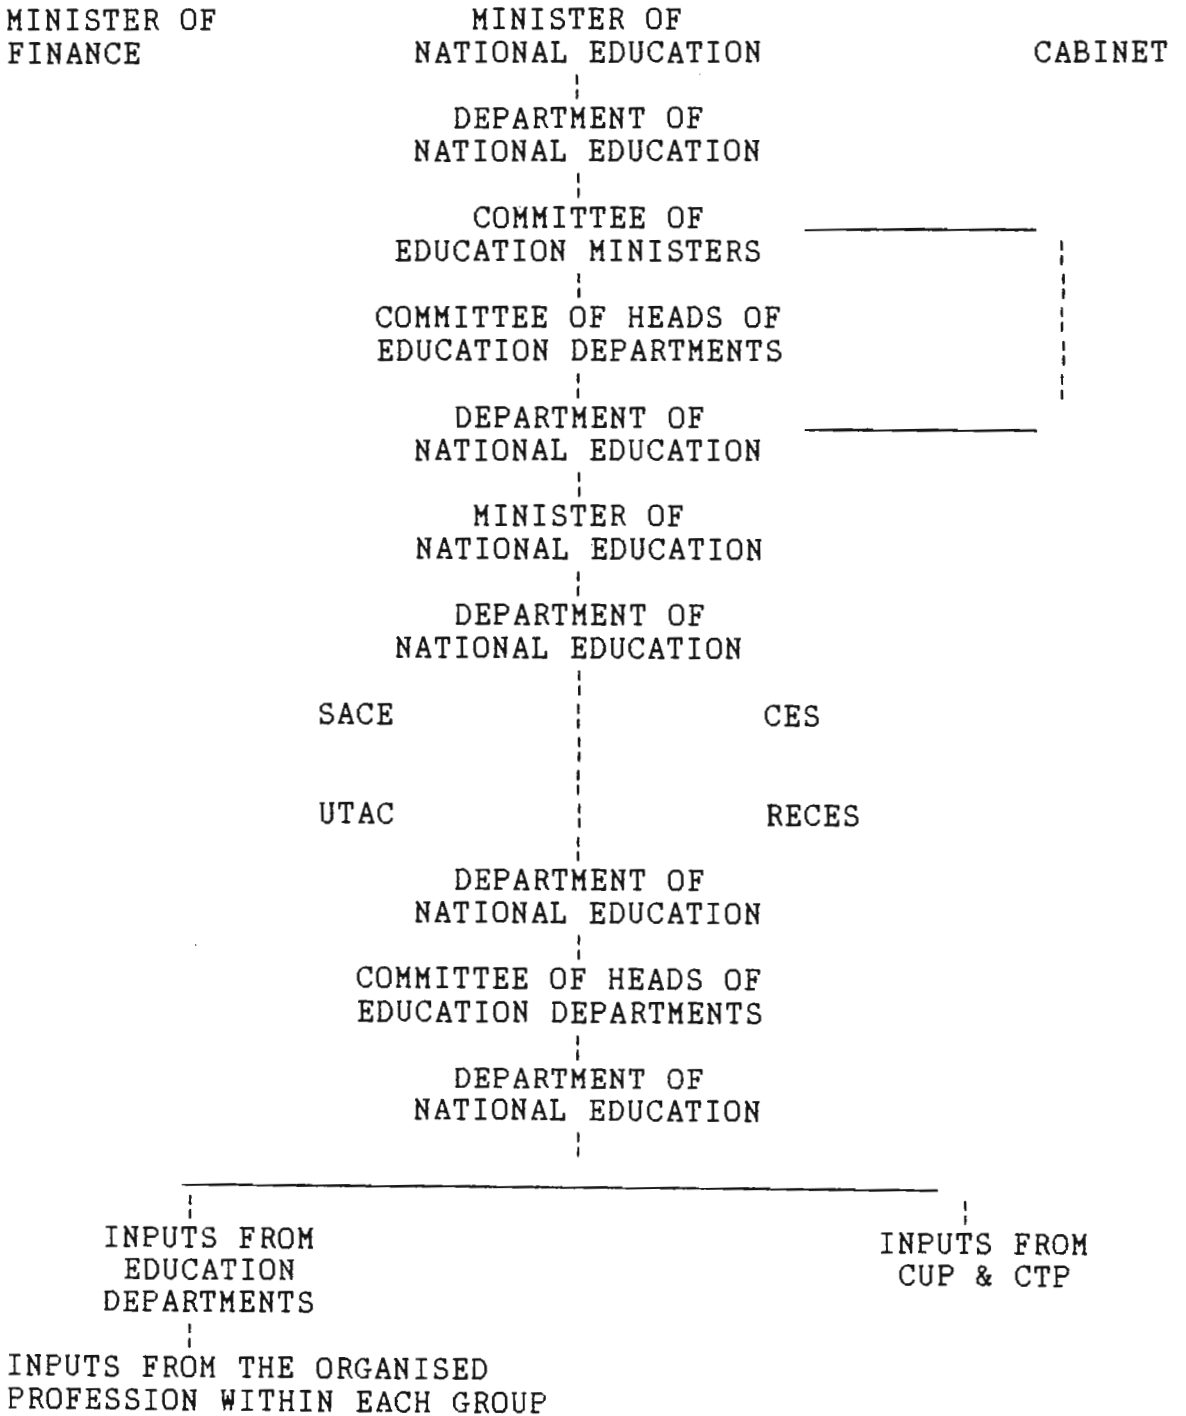 MINISTER OF FINANCE
MINISTER OF NATIONAL EDUCATION
CABINET
DEPARTMENT OF
NATIONAL EDUCATION
COMMITTEE OF
EDUCATION MINISTERS
COMMITTEE OF HEADS OF
EDUCATION DEPARTMENTS
DEPARTMENT OF
NATIONAL EDUCATION
MINISTER OF
NATIONAL EDUCATION
DEPARTMENT OF
NATIONAL EDUCATION
SACE
CES
UTAC
RECES
DEPARTMENT OF
NATIONAL EDUCATION
COMMITTEE OF HEADS OF
EDUCATION DEPARTMENTS
DEPARTMENT OF
NATIONAL EDUCATION
INPUTS FROM
EDUCATION
DEPARTMENTS
INPUTS FROM
CUP & CTP
INPUTS FROM THE ORGANISED
PROFESSION WITHIN EACH GROUP